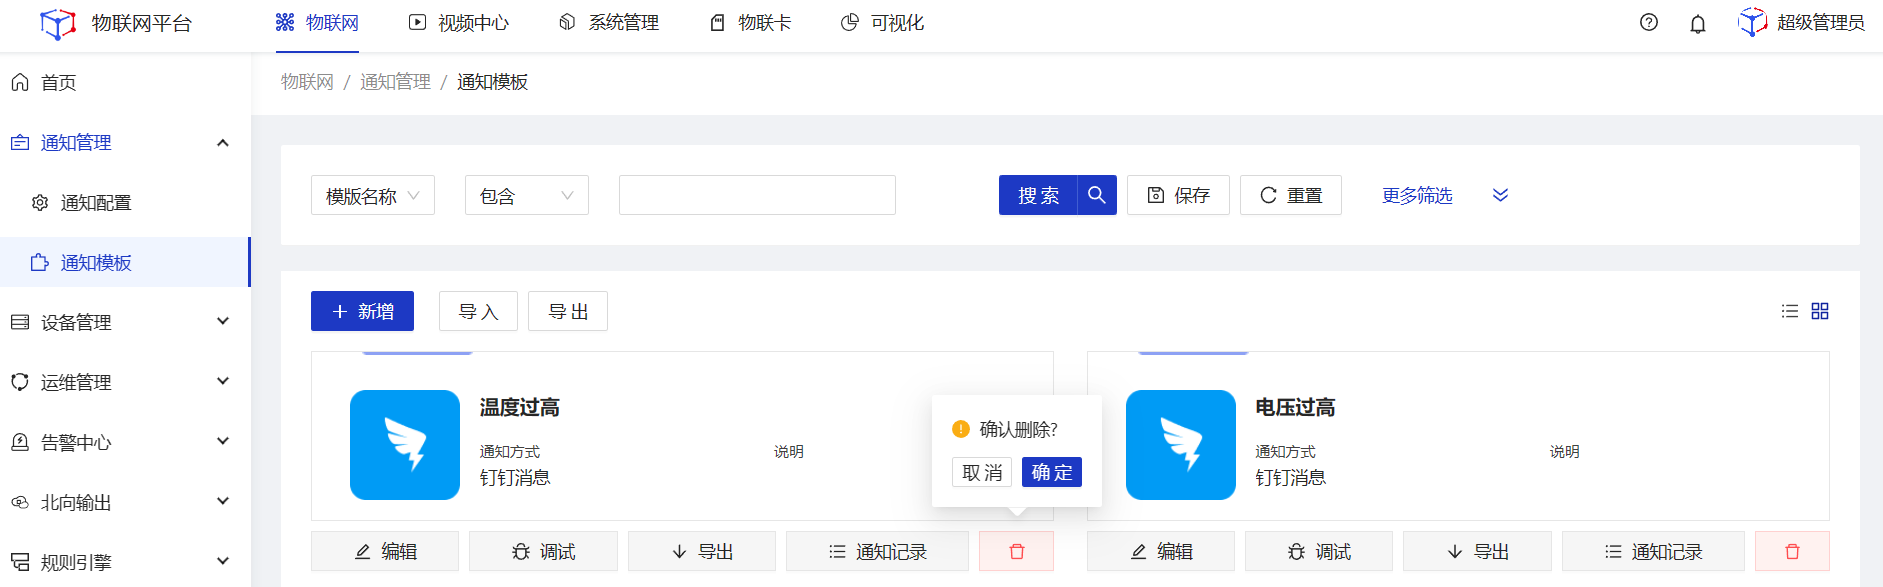 物联网平台
物联网
视频中心
系统管理
物联卡
可视化
超级管理员
首页
通知管理
通知配置
通知模板
设备管理
运维管理
告警中心
北向输出
规则引擎
物联网 / 通知管理 / 通知模板
模版名称
包含
搜索
保存
重置
更多筛选
新增
导入
导出
温度过高
通知方式
说明
钉钉消息
确认删除?
取消
确定
编辑
调试
导出
通知记录
电压过高
通知方式
说明
钉钉消息
编辑
调试
导出
通知记录